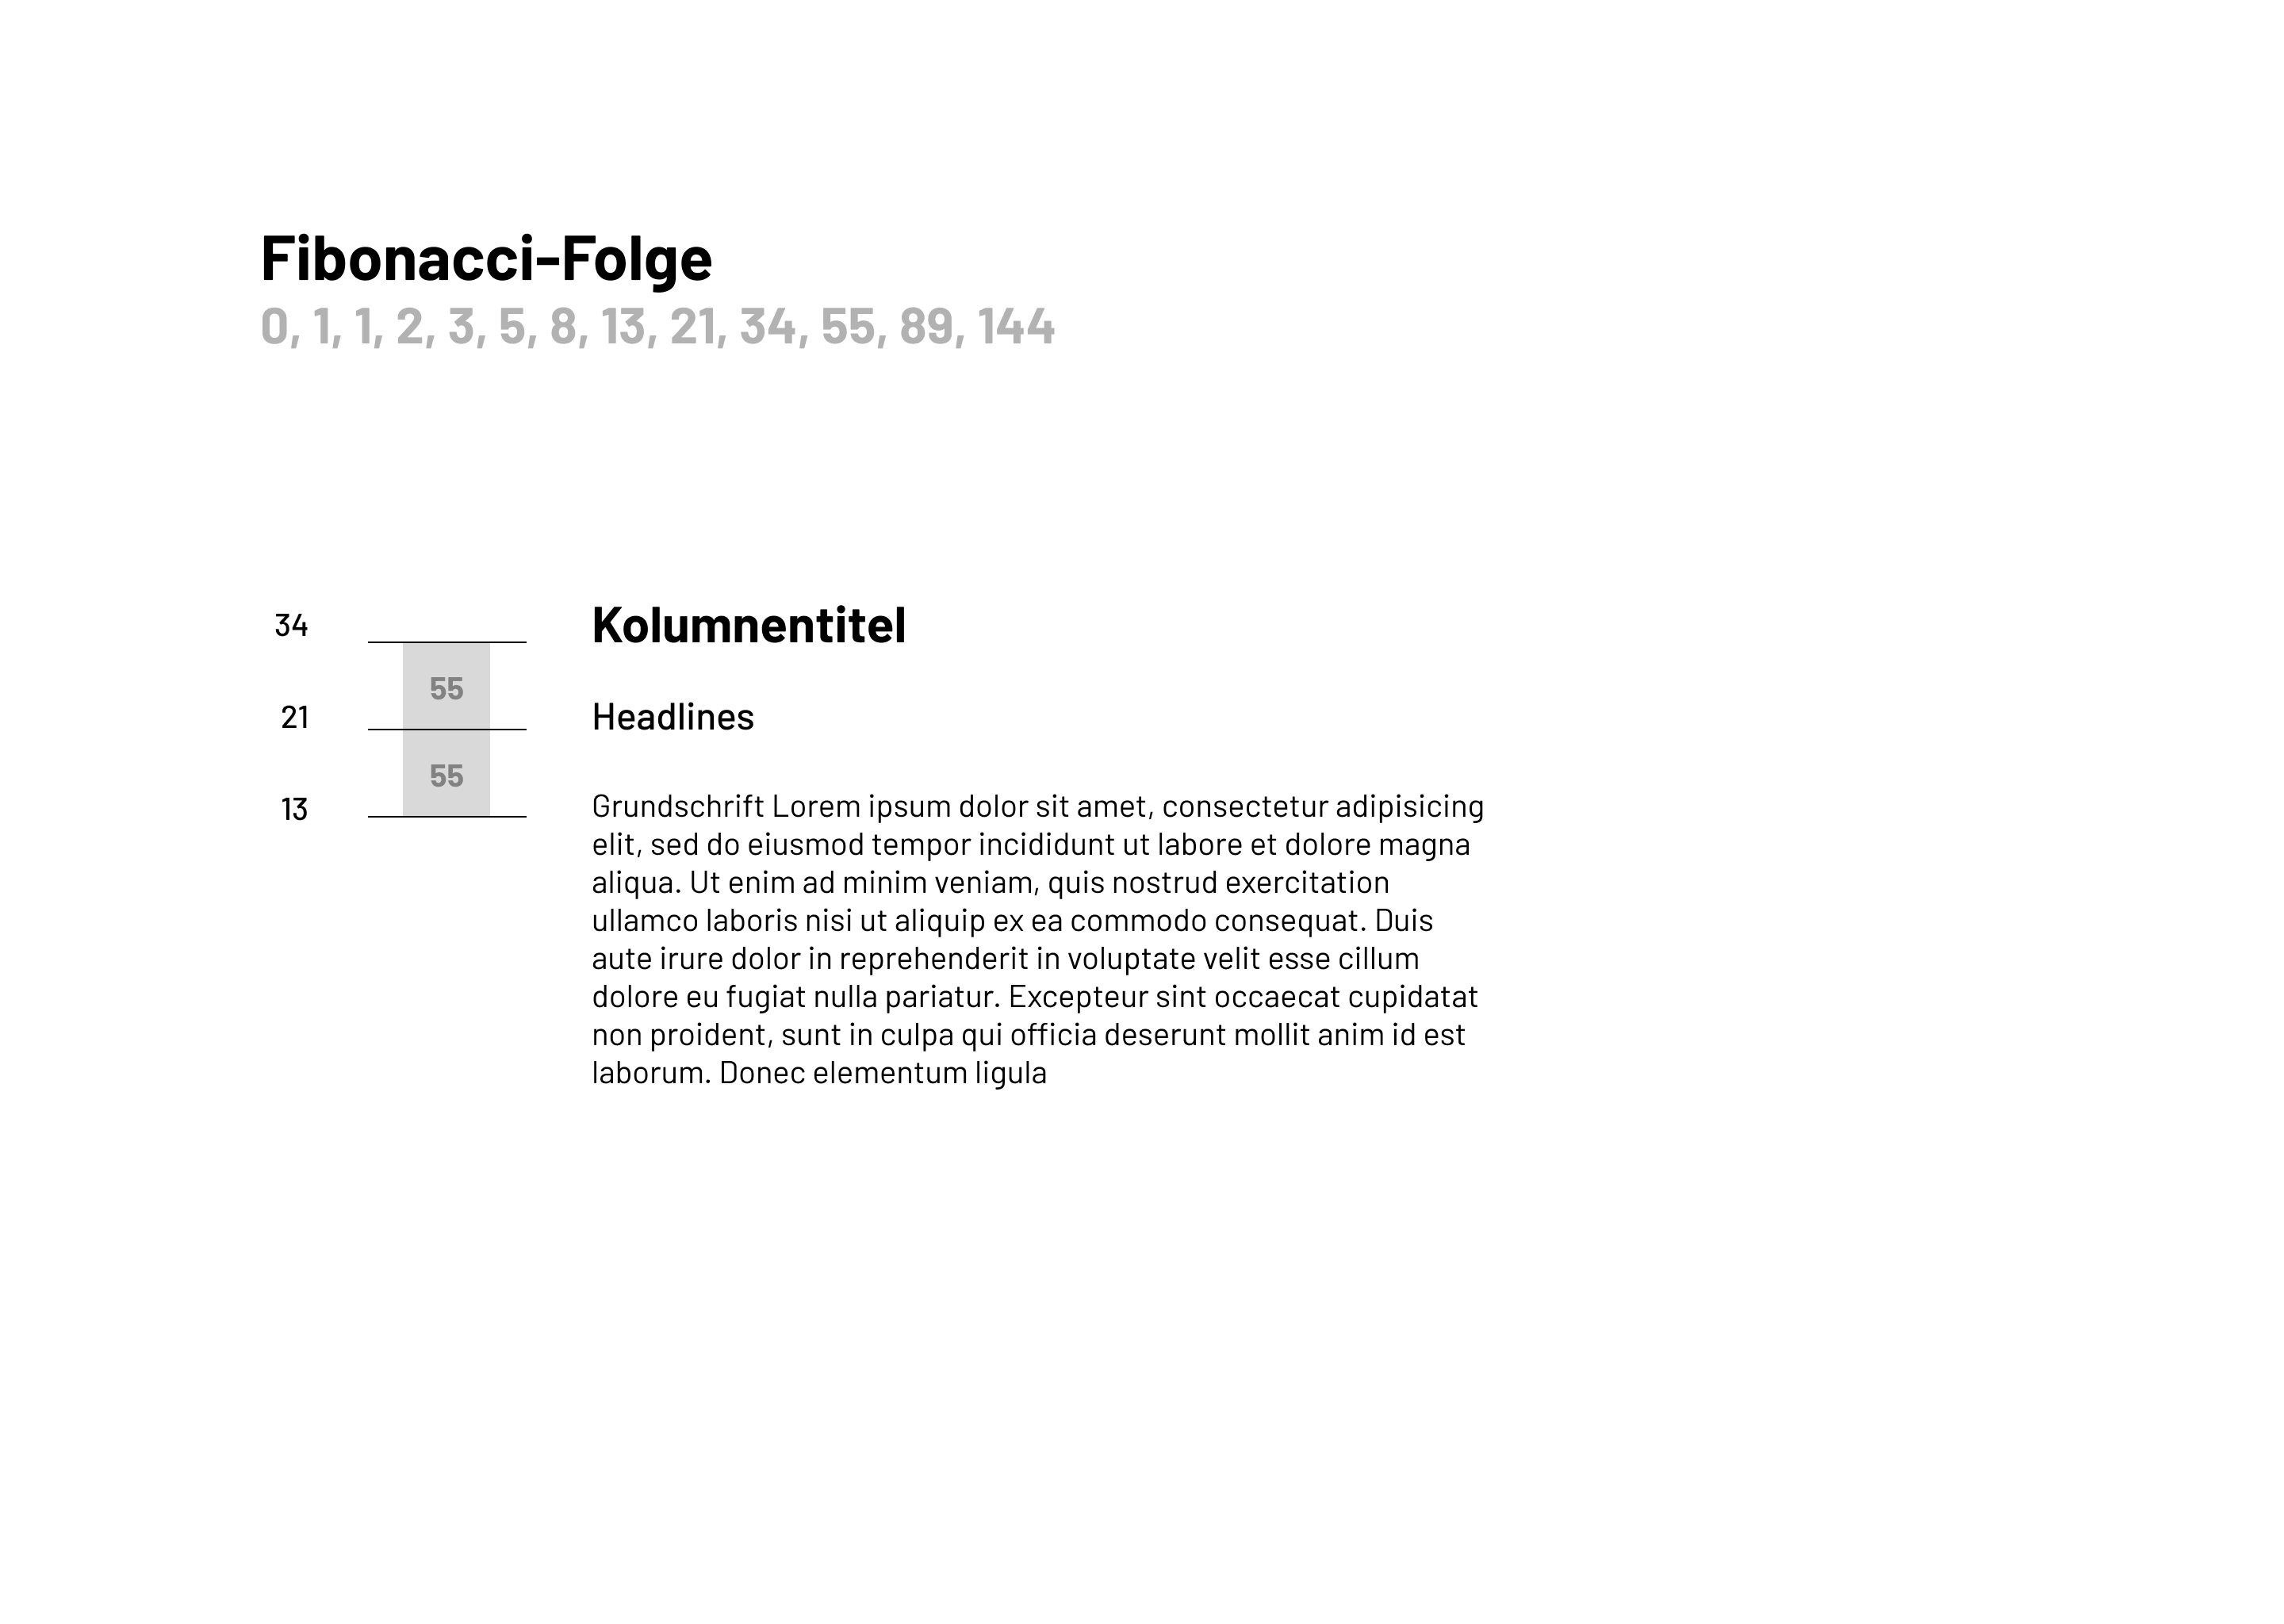 Fibonacci-Folge
0, 1, 1, 2, 3, 5, 8, 13, 21, 34, 55, 89, 144
34
Kolumnentitel
55
21
Headlines
55
13
Grundschrift Lorem ipsum dolor sit amet, consectetur adipisicing
elit, sed do eiusmod tempor incididunt ut labore et dolore magna
aliqua. Ut enim ad minim veniam, quis nostrud exercitation
ullamco laboris nisi ut aliquip ex ea commodo consequat. Duis
aute irure dolor in reprehenderit in voluptate velit esse cillum
dolore eu fugiat nulla pariatur. Excepteur sint occaecat cupidatat
non proident, sunt in culpa qui officia deserunt mollit anim id est
laborum. Donec elementum ligula